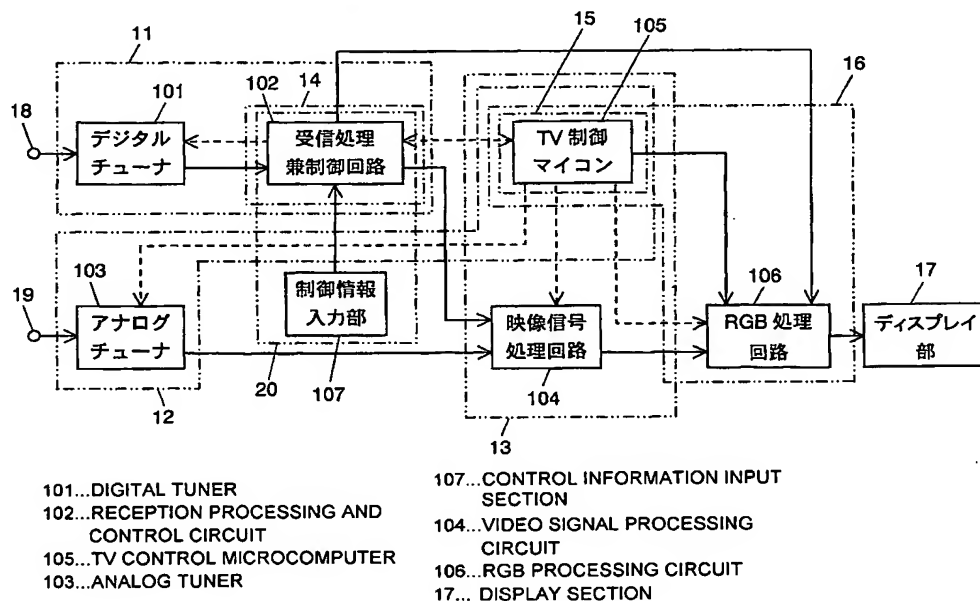 11
15
105
101
14
102
16
18
デジタル
チューナ
受信処理
兼制御回路
TV 制御
マイコン
103
106
17
19
アナログ
チューナ
制御情報
入力部
映像信号
処理回路
RGB 処理
回路
ディスプレイ
部
12
20
107
104
13
101...DIGITAL TUNER
102...RECEPTION PROCESSING AND
CONTROL CIRCUIT
105...TV CONTROL MICROCOMPUTER
103...ANALOG TUNER
107...CONTROL INFORMATION INPUT
SECTION
104...VIDEO SIGNAL PROCESSING
CIRCUIT
106...RGB PROCESSING CIRCUIT
17... DISPLAY SECTION